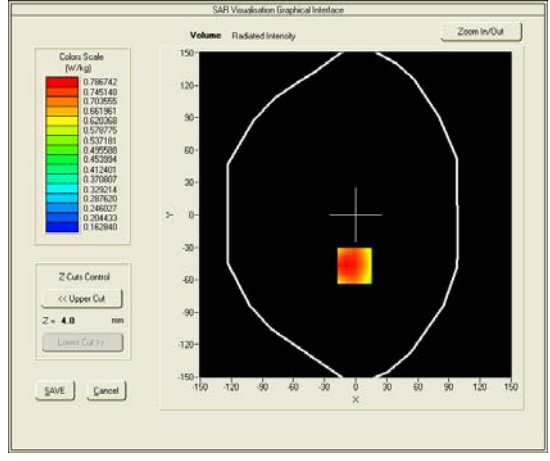 SAR Visualisation Graphical Interface
Volume Radiated Intensity
Zoom In/Out
Colors Scale
(W/kg)
0.786742
0.745148
0.703555
0.661961
0.620368
0.578775
0.537181
0.495588
0.453994
0.412401
0.370807
0.329214
0.287620
0.246027
0.204433
0.162840
Z Cuts Control
<< Upper Cut
Z = 4.0 mm
Lower Cut >>
SAVE Cancel
150
120
90
60
30
0
-30
-60
-90
-120
-150
Y
-150 -120 -90 -60 -30 0 30 60 90 120 150
X